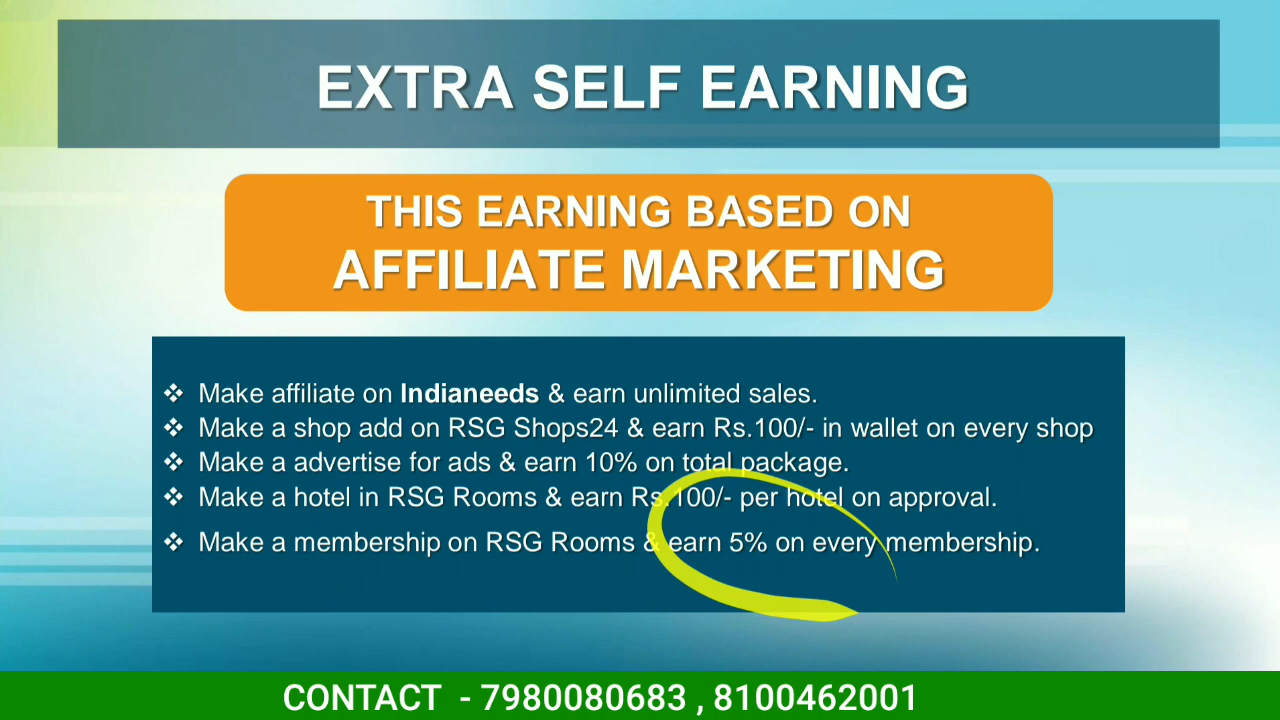 EXTRA SELF EARNING
THIS EARNING BASED ON
AFFILIATE MARKETING
❖ Make affiliate on Indianeeds & earn unlimited sales.
❖ Make a shop add on RSG Shops24 & earn Rs.100/- in wallet on every shop
❖ Make a advertise for ads & earn 10% on total package.
❖ Make a hotel in RSG Rooms & earn Rs.100/- per hotel on approval.
❖ Make a membership on RSG Rooms & earn 5% on every membership.
CONTACT - 7980080683 , 8100462001